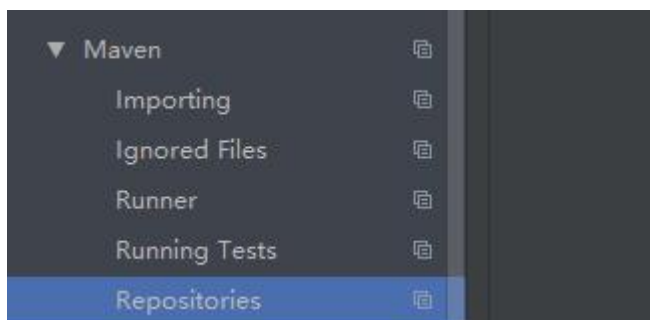 Maven
Importing
Ignored Files
Runner
Running Tests
Repositories